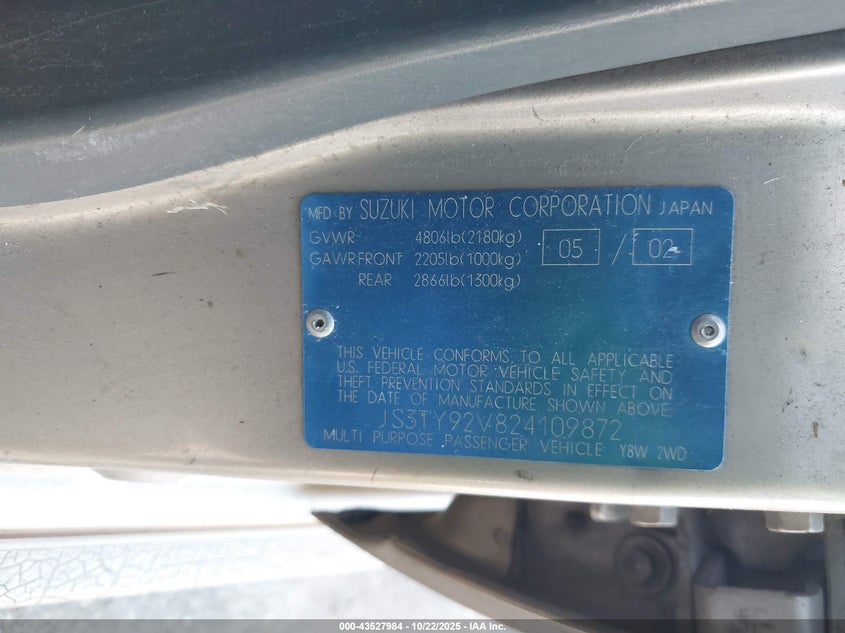 MFD BY SUZUKI MOTOR CORPORATION JAPAN
GVWR 4806lb(2180kg) 05 / 02
GAWR FRONT 2205lb(1000kg)
REAR 2866lb(1300kg)
THIS VEHICLE CONFORMS TO ALL APPLICABLE
U.S. FEDERAL MOTOR VEHICLE SAFETY AND
THEFT PREVENTION STANDARDS IN EFFECT ON
THE DATE OF MANUFACTURE SHOWN ABOVE.
JS3TY92V824109872
MULTI PURPOSE PASSENGER VEHICLE Y8W 2WD
000-43527984 - 10/22/2025 - IAA Inc.